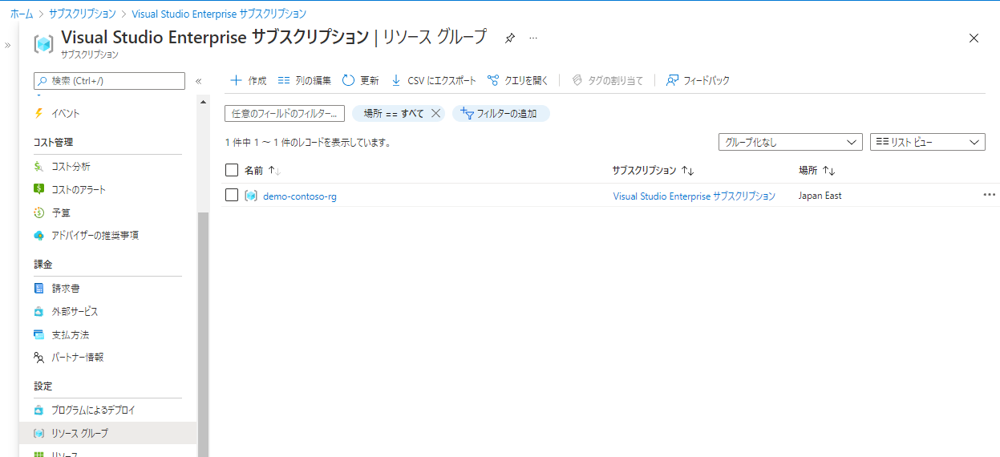 ホーム > サブスクリプション > Visual Studio Enterprise サブスクリプション
Visual Studio Enterprise サブスクリプション | リソース グループ
サブスクリプション
検索 (Ctrl+/)
イベント
コスト管理
コスト分析
コストのアラート
予算
アドバイザーの推奨事項
課金
請求書
外部サービス
支払方法
パートナー情報
設定
プログラムによるデプロイ
リソース グループ
リソース
作成 列の編集 更新 CSV にエクスポート クエリを開く タグの割り当て フィードバック
任意のフィールドのフィルター... 場所 == すべて フィルターの追加
1 件中 1 ～ 1 件のレコードを表示しています。
グループ化なし リスト ビュー
名前 ↑↓ サブスクリプション ↑↓ 場所 ↑↓
demo-contoso-rg Visual Studio Enterprise サブスクリプション Japan East